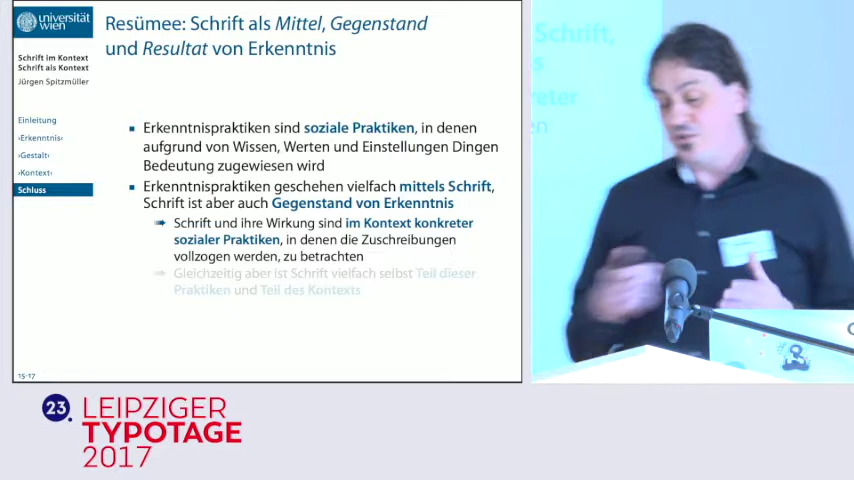 universität
wien
Schrift im Kontext
Schrift als Kontext
Jürgen Spitzmüller
Einleitung
›Erkenntnis‹
›Gestalt‹
›Kontext‹
Schluss
Resümee: Schrift als Mittel, Gegenstand
und Resultat von Erkenntnis
Erkenntnispraktiken sind soziale Praktiken, in denen
aufgrund von Wissen, Werten und Einstellungen Dingen
Bedeutung zugewiesen wird
Erkenntnispraktiken geschehen vielfach mittels Schrift,
Schrift ist aber auch Gegenstand von Erkenntnis
Schrift und ihre Wirkung sind im Kontext konkreter
sozialer Praktiken, in denen die Zuschreibungen
vollzogen werden, zu betrachten
Gleichzeitig aber ist Schrift vielfach selbst Teil dieser
Praktiken und Teil des Kontexts
15-17
Schrift,
23.
LEIPZIGER
TYPOTAGE
2017